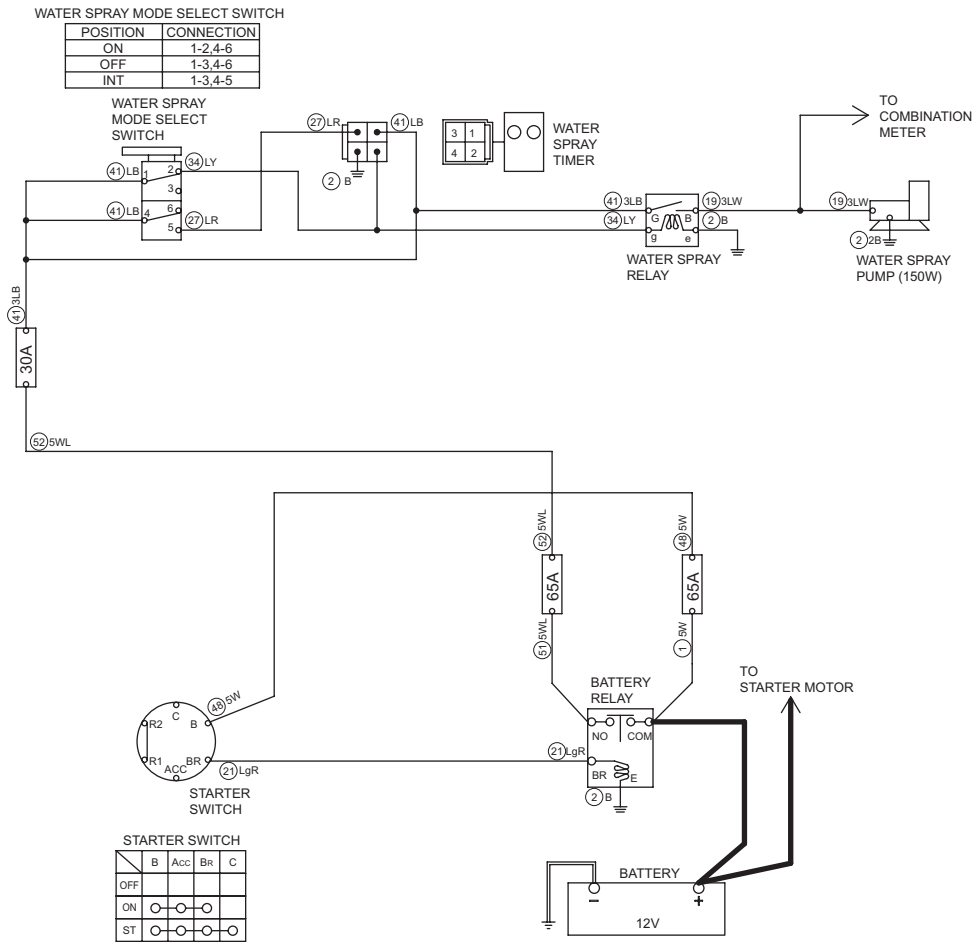 WATER SPRAY MODE SELECT SWITCH
POSITION CONNECTION
ON 1-2,4-6
OFF 1-3,4-6
INT 1-3,4-5
WATER SPRAY
MODE SELECT
SWITCH
41 LB
1
2
34 LY
3
41 LB
4
6
27 LR
5
27 LR
41 LB
2 B
3 1
4 2
WATER
SPRAY
TIMER
TO
COMBINATION
METER
41 3LB
34 LY
G B
g e
19 3LW
2 B
WATER SPRAY
RELAY
19 3LW
2 2B
WATER SPRAY
PUMP (150W)
41 3LB
30A
52 5WL
52 5WL
65A
51 5WL
48 5W
65A
1 5W
TO
STARTER MOTOR
BATTERY
RELAY
NO COM
BR E
21 LgR
2 B
48 5W
C
R2 B
R1 BR
ACC
21 LgR
STARTER
SWITCH
STARTER SWITCH
B ACC BR C
OFF
ON
ST
BATTERY
− +
12V